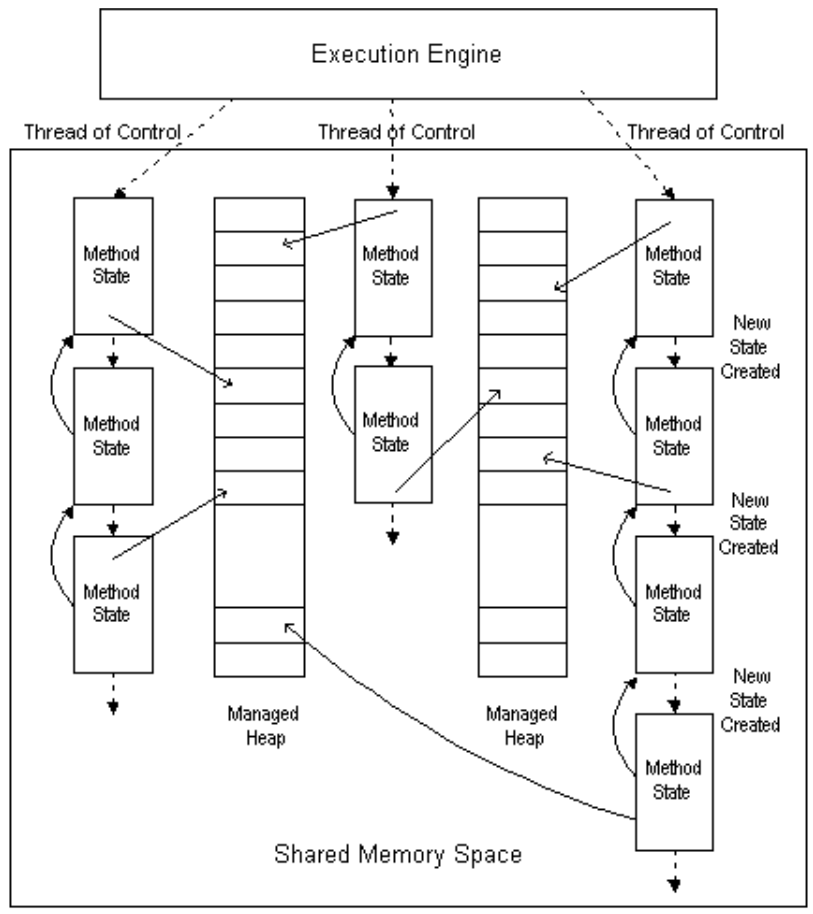 Execution Engine
Thread of Control
Thread of Control
Thread of Control
Method
State
Method
State
Method
State
New
State
Created
Method
State
Method
State
Method
State
New
State
Created
Method
State
Method
State
New
State
Created
Managed
Heap
Managed
Heap
Method
State
Shared Memory Space